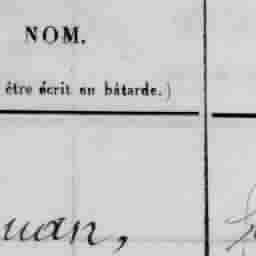 NOM.
être écrit en bâtarde.)
uan,